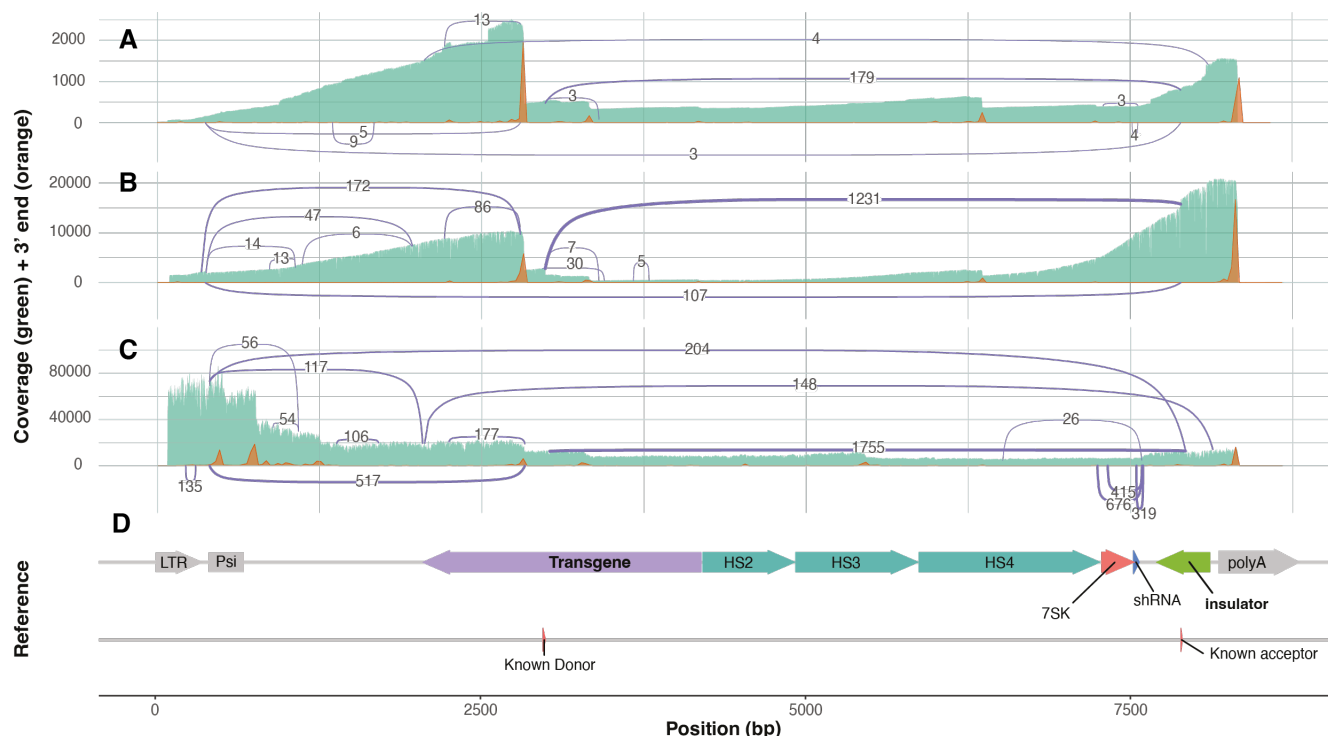 Coverage (green) + 3' end (orange)
A
2000
1000
0
13
4
179
3
3
5
9
4
3
B
20000
10000
0
172
47
86
14
6
13
1231
7
30
5
107
C
80000
40000
0
56
204
117
148
54
26
106
177
1755
135
517
415
676
319
D
Reference
LTR
Psi
Transgene
HS2
HS3
HS4
polyA
7SK
shRNA
insulator
Known Donor
Known acceptor
0
2500
5000
7500
Position (bp)